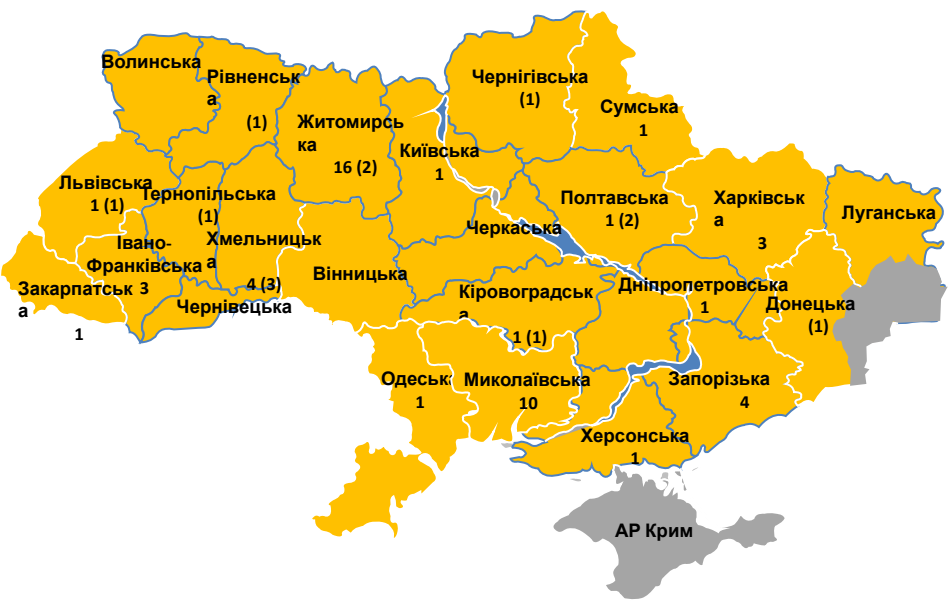 Волинська
Рівненськ
а
(1)
Житомирсь
ка
16 (2)
Київська
1
Чернігівська
(1)
Сумська
1
Львівська
1 (1)
Тернопільська
(1)
Хмельницьк
а
4 (3)
Івано-
Франківська
3
Закарпатськ
а
1
Чернівецька
Вінницька
Черкаська
Полтавська
1 (2)
Харківськ
а
3
Луганська
Кіровоградськ
а
1 (1)
Дніпропетровська
1
Донецька
(1)
Одеськ
1
Миколаївська
10
Запорізька
4
Херсонська
1
АР Крим